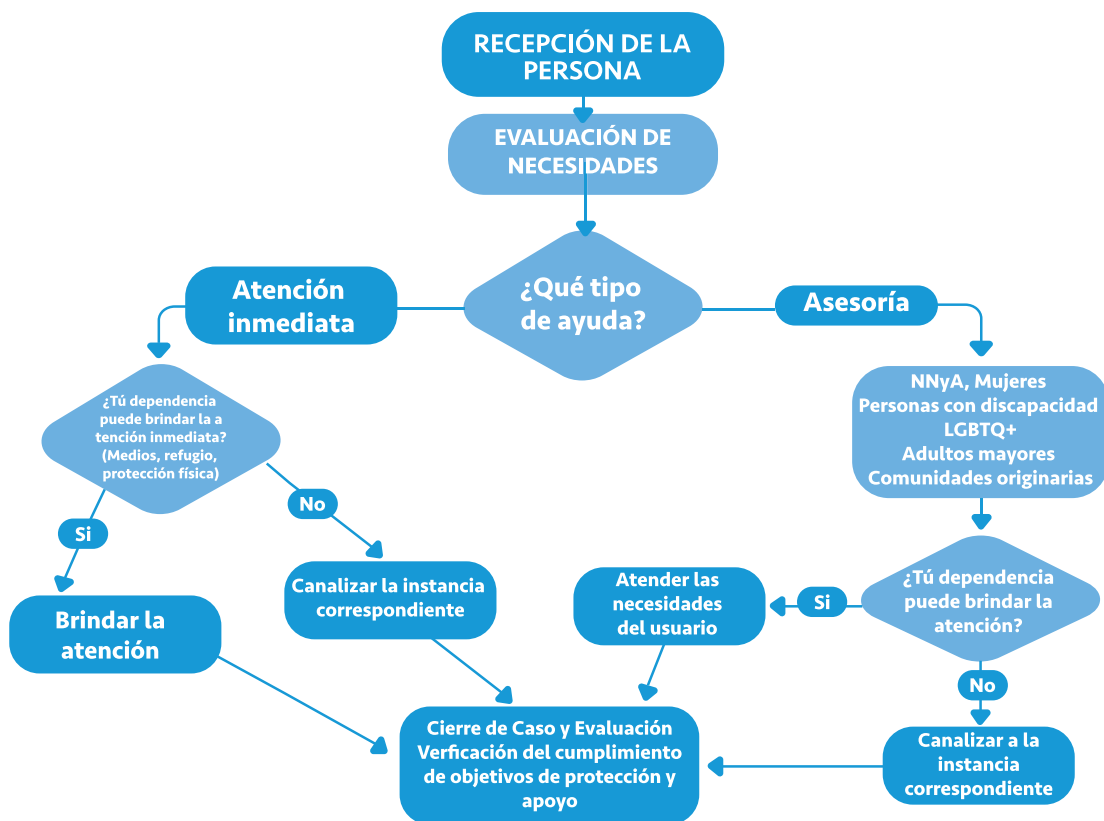 RECEPCIÓN DE LA
PERSONA
EVALUACIÓN DE
NECESIDADES
¿Qué tipo
de ayuda?
Atención
inmediata
Asesoría
¿Tú dependencia
puede brindar la a
tención inmediata?
(Medios, refugio,
protección física)
Si
No
Brindar la
atención
Canalizar la instancia
correspondiente
NNyA, Mujeres
Personas con discapacidad
LGBTQ+
Adultos mayores
Comunidades originarias
¿Tú dependencia
puede brindar la
atención?
Si
No
Atender las
necesidades
del usuario
Canalizar a la
instancia
correspondiente
Cierre de Caso y Evaluación
Verficación del cumplimiento
de objetivos de protección y
apoyo